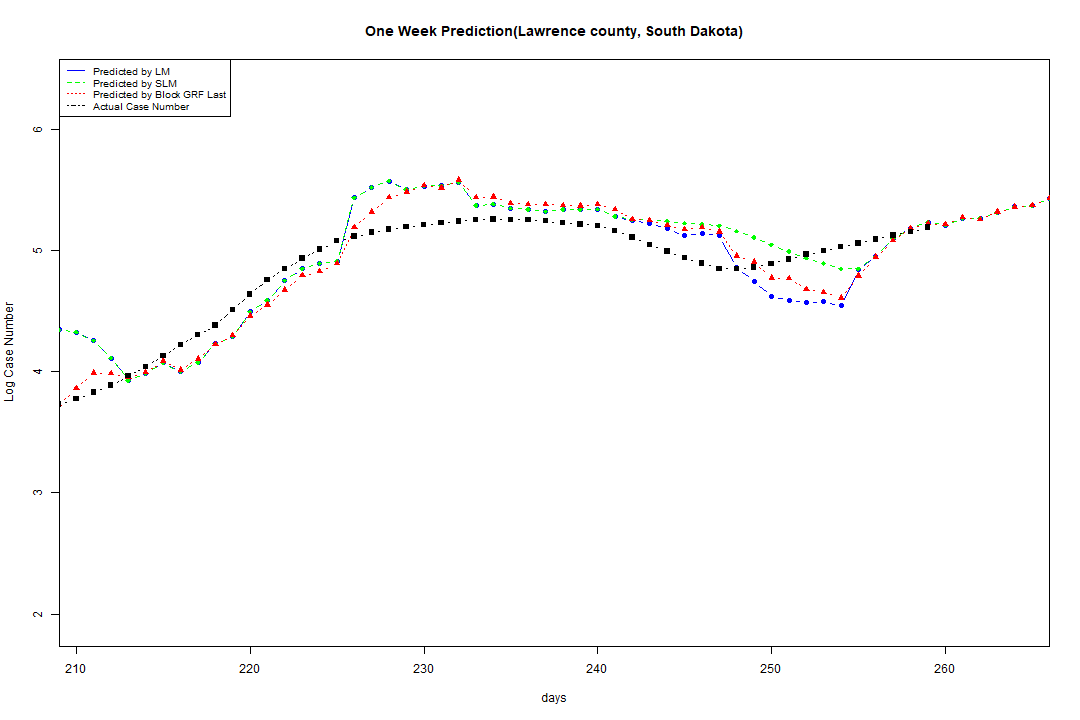 One Week Prediction(Lawrence county, South Dakota)
Predicted by LM
Predicted by SLM
Predicted by Block GRF Last
Actual Case Number
6
5
4
3
2
Log Case Number
210 220 230 240 250 260
days